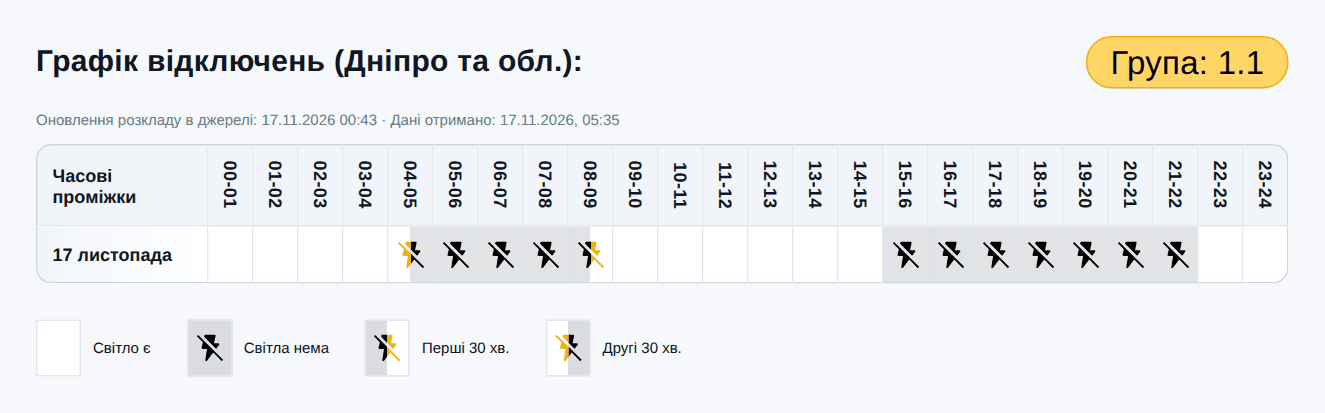 Графік відключень (Дніпро та обл.):
Група: 1.1
Оновлення розкладу в джерелі: 17.11.2026 00:43 · Дані отримано: 17.11.2026, 05:35
Часові
проміжки
00-01
01-02
02-03
03-04
04-05
05-06
06-07
07-08
08-09
09-10
10-11
11-12
12-13
13-14
14-15
15-16
16-17
17-18
18-19
19-20
20-21
21-22
22-23
23-24
17 листопада
Світло є
Світла нема
Перші 30 хв.
Другі 30 хв.